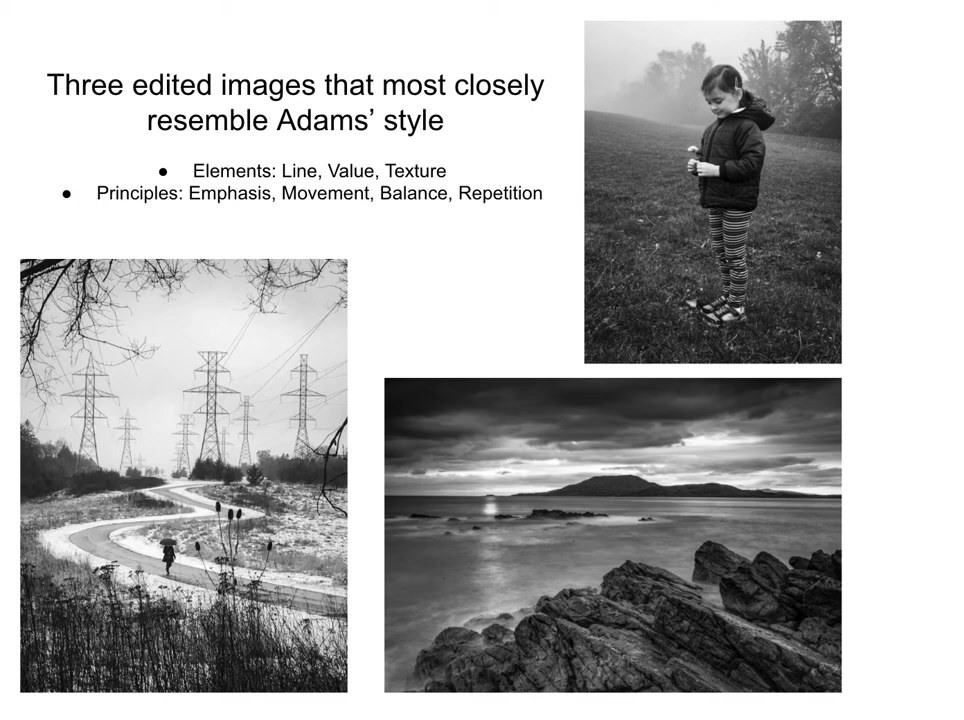 Three edited images that most closely
resemble Adams’ style
● Elements: Line, Value, Texture
● Principles: Emphasis, Movement, Balance, Repetition